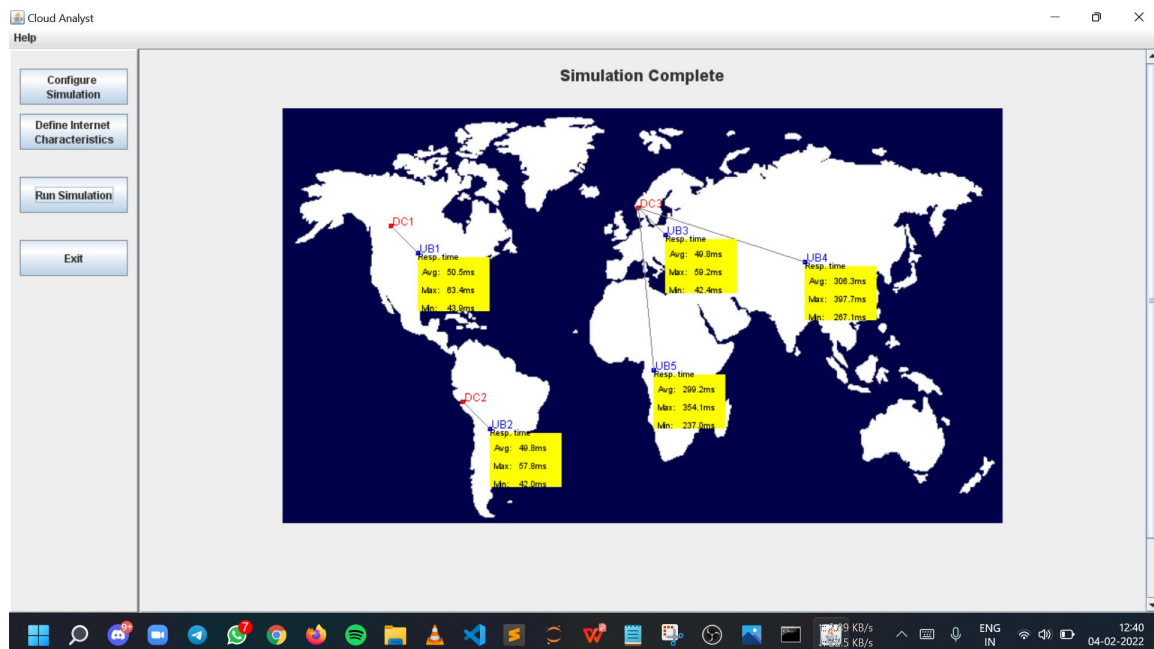 Cloud Analyst
Help
Configure
Simulation
Define Internet
Characteristics
Run Simulation
Exit
Simulation Complete
DC1
UB1
Resp. time
Avg: 50.5ms
Max: 63.4ms
Min: 43.9ms
DC2
UB2
Resp. time
Avg: 49.8ms
Max: 57.8ms
Min: 42.0ms
DC3
UB3
Resp. time
Avg: 49.8ms
Max: 59.2ms
Min: 42.4ms
UB4
Resp. time
Avg: 306.3ms
Max: 397.7ms
Min: 267.1ms
UB5
Resp. time
Avg: 299.2ms
Max: 354.1ms
Min: 237.0ms
9+
7
KB/s
KB/s
ENG
IN
12:40
04-02-2022